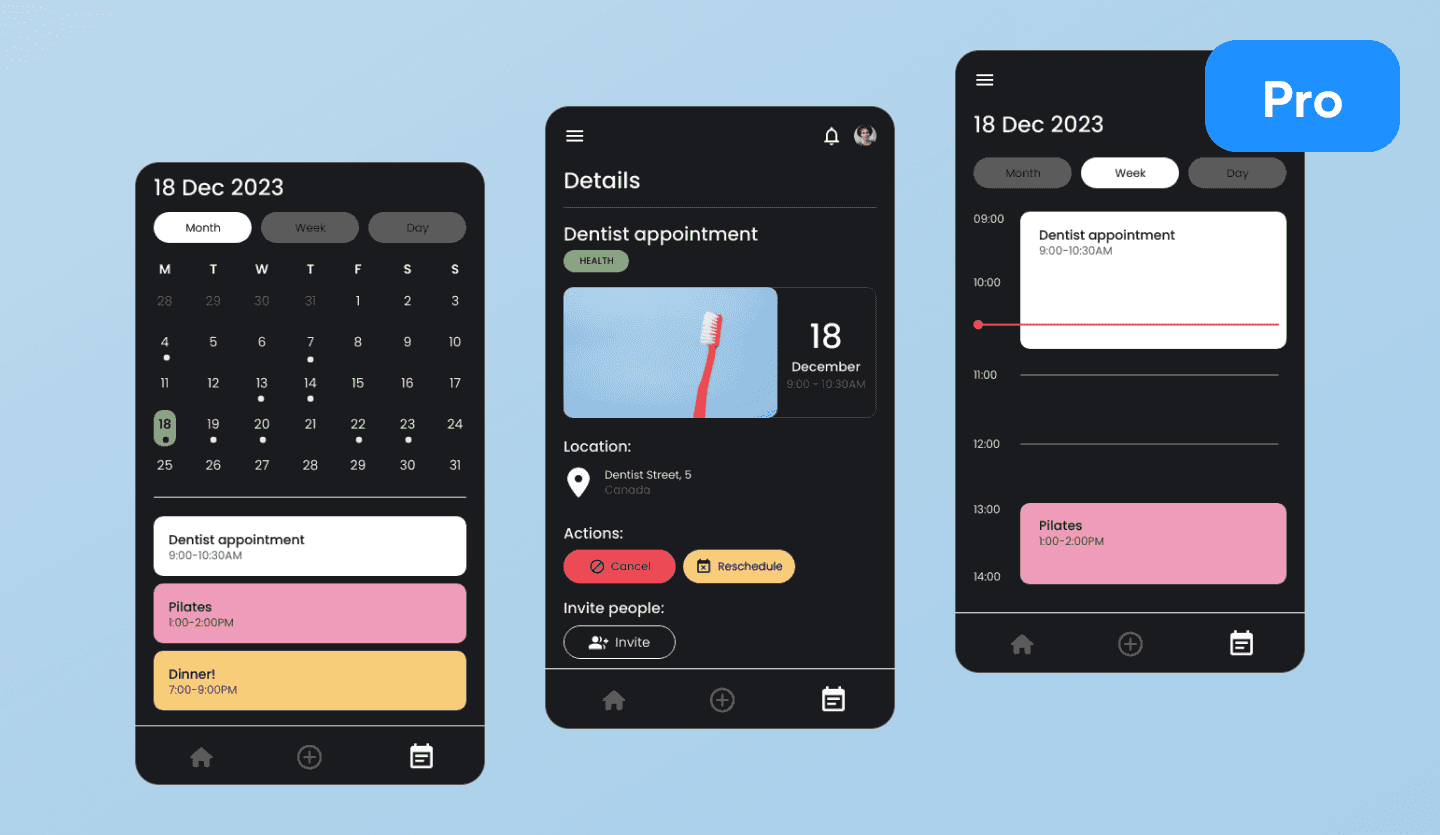 18 Dec 2023
Month Week Day
M T W T F S S
28 29 30 31 1 2 3
4 5 6 7 8 9 10
11 12 13 14 15 16 17
18 19 20 21 22 23 24
25 26 27 28 29 30 31
Dentist appointment
9:00-10:30AM
Pilates
1:00-2:00PM
Dinner!
7:00-9:00PM
Details
Dentist appointment
HEALTH
18
December
9:00 - 10:30AM
Location:
Dentist Street, 5
Canada
Actions:
Cancel Reschedule
Invite people:
Invite
Pro
18 Dec 2023
Month Week Day
09:00
Dentist appointment
9:00-10:30AM
10:00
11:00
12:00
13:00
Pilates
1:00-2:00PM
14:00